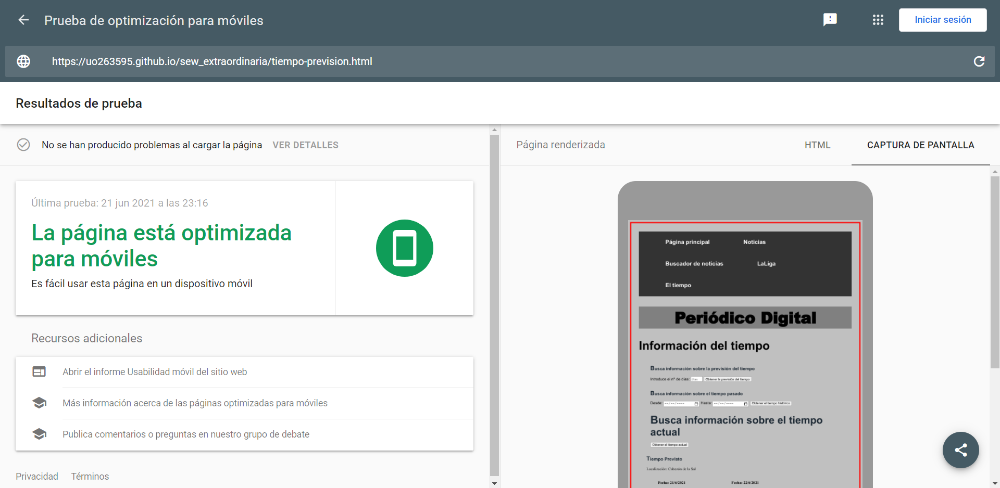 Prueba de optimización para móviles
Iniciar sesión
https://uo263595.github.io/sew_extraordinaria/tiempo-prevision.html
Resultados de prueba
No se han producido problemas al cargar la página VER DETALLES
Última prueba: 21 jun 2021 a las 23:16
La página está optimizada
para móviles
Es fácil usar esta página en un dispositivo móvil
Recursos adicionales
Abrir el informe Usabilidad móvil del sitio web
Más información acerca de las páginas optimizadas para móviles
Publica comentarios o preguntas en nuestro grupo de debate
Privacidad Términos
Página renderizada HTML CAPTURA DE PANTALLA
Página principal Noticias
Buscador de noticias LaLiga
El tiempo
Periódico Digital
Información del tiempo
Busca información sobre la previsión del tiempo
Introduce el nº de días: días Obtener la previsión del tiempo
Busca información sobre el tiempo pasado
Desde: --/--/---- Hasta: --/--/---- Obtener el tiempo histórico
Busca información sobre el tiempo
actual
Obtener el tiempo actual
Tiempo Previsto
Localización: Cabezón de la Sal
Fecha: 21/6/2021 Fecha: 22/6/2021